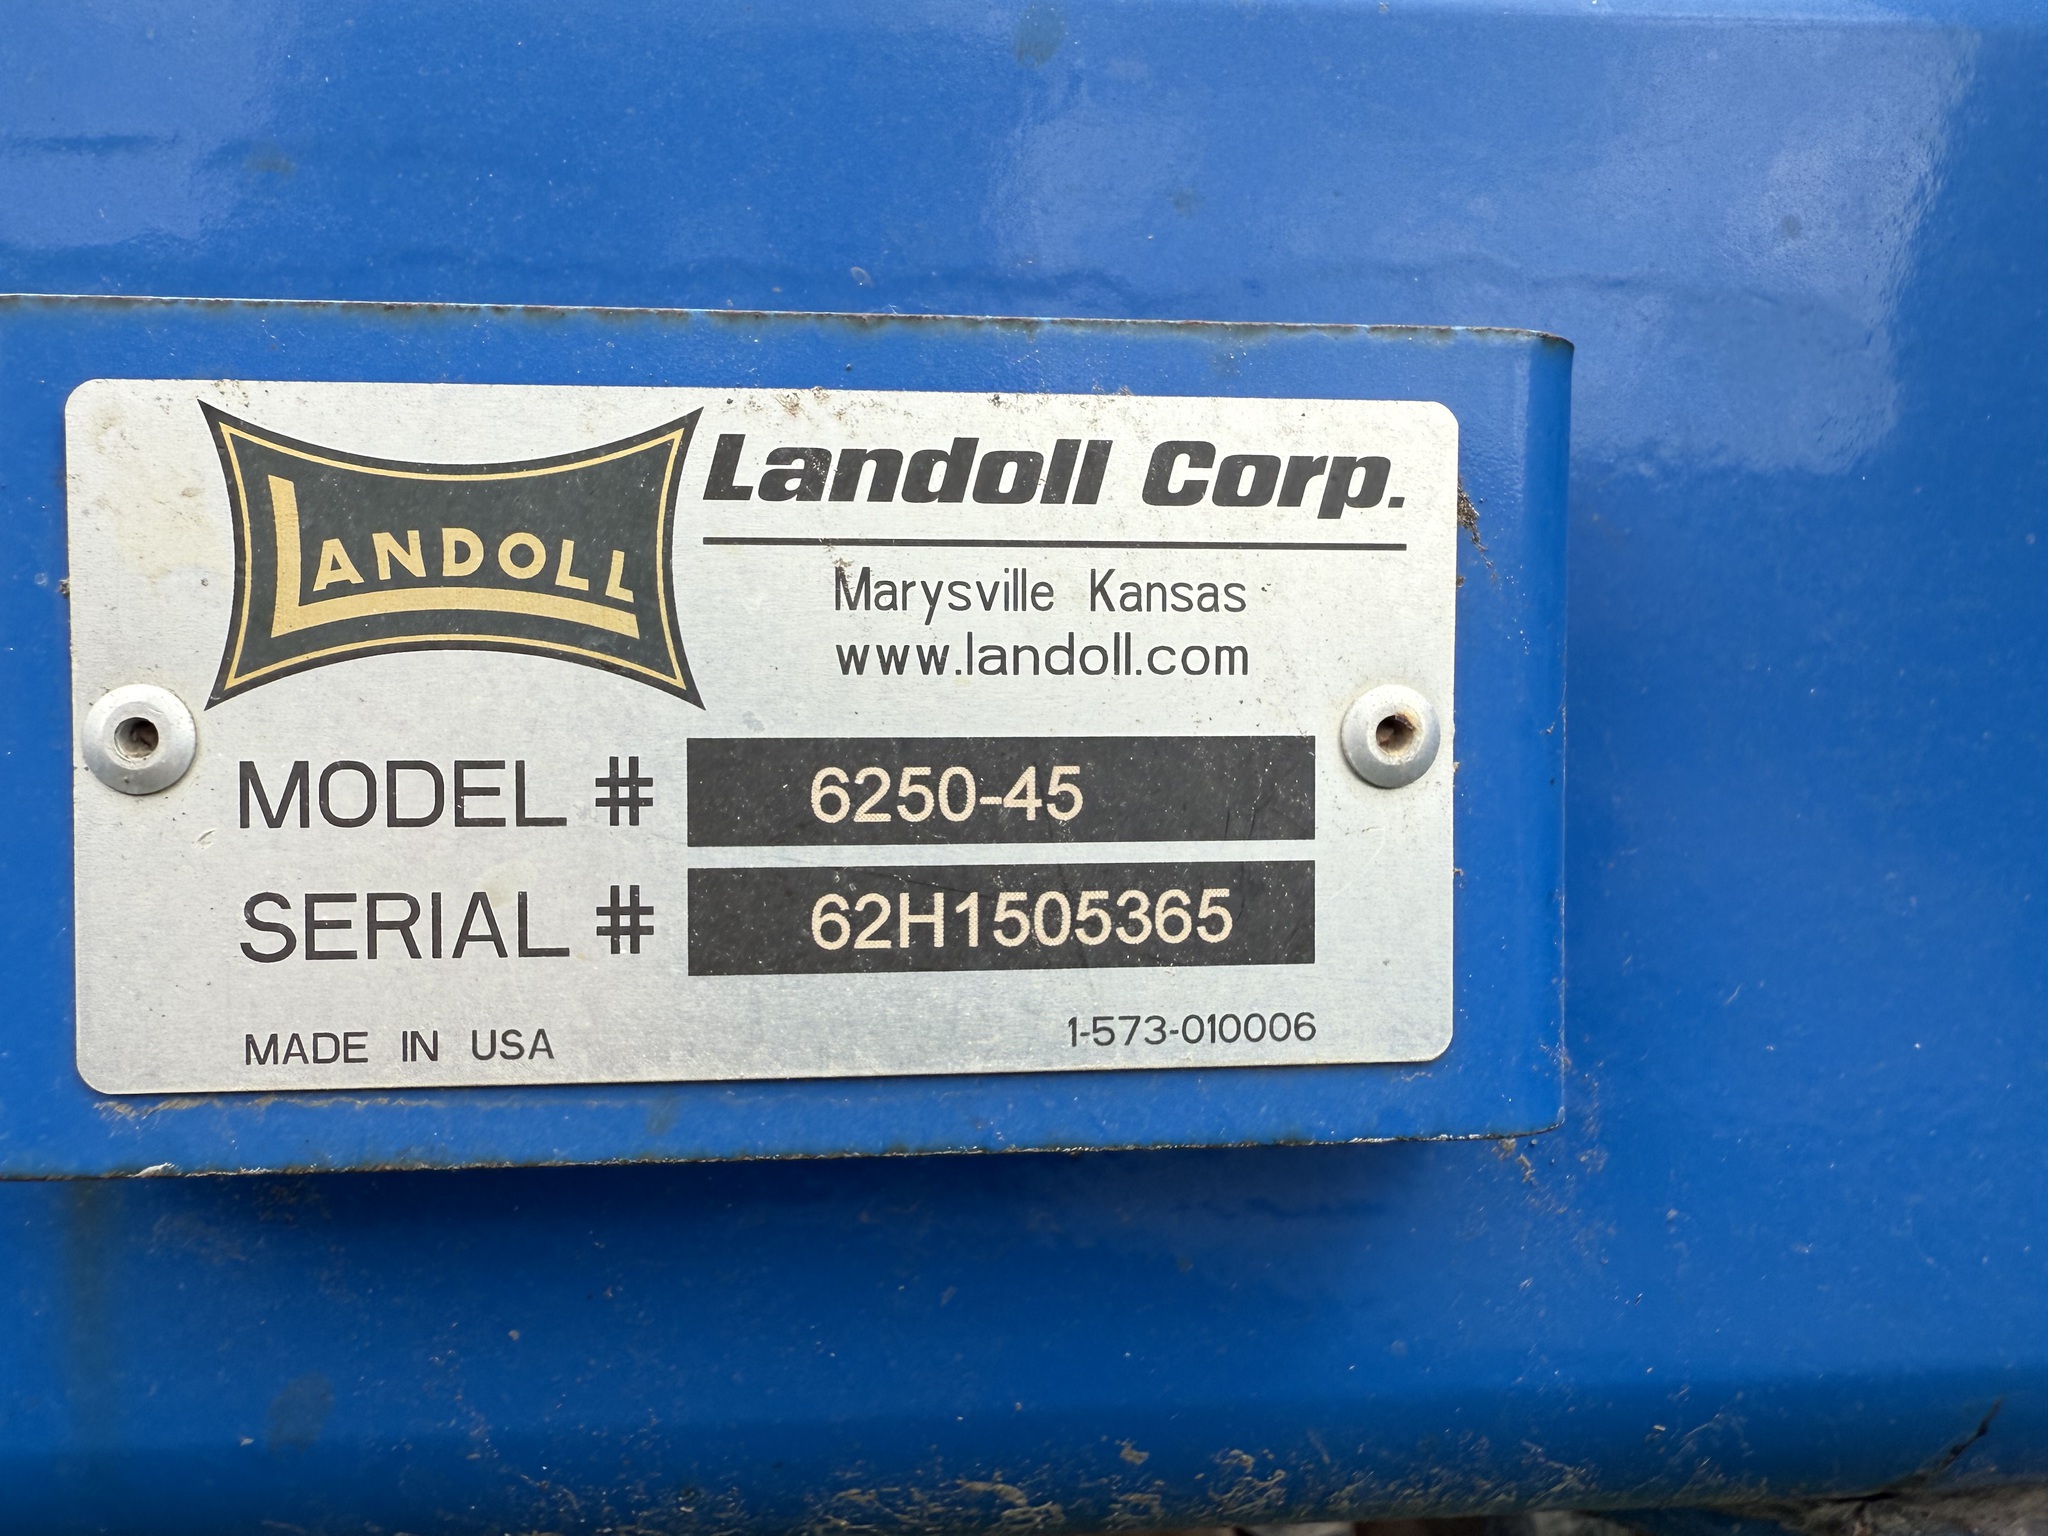 LANDOLL
Landoll Corp.
Marysville Kansas
www.landoll.com
MODEL # 6250-45
SERIAL # 62H1505365
MADE IN USA 1-573-010006